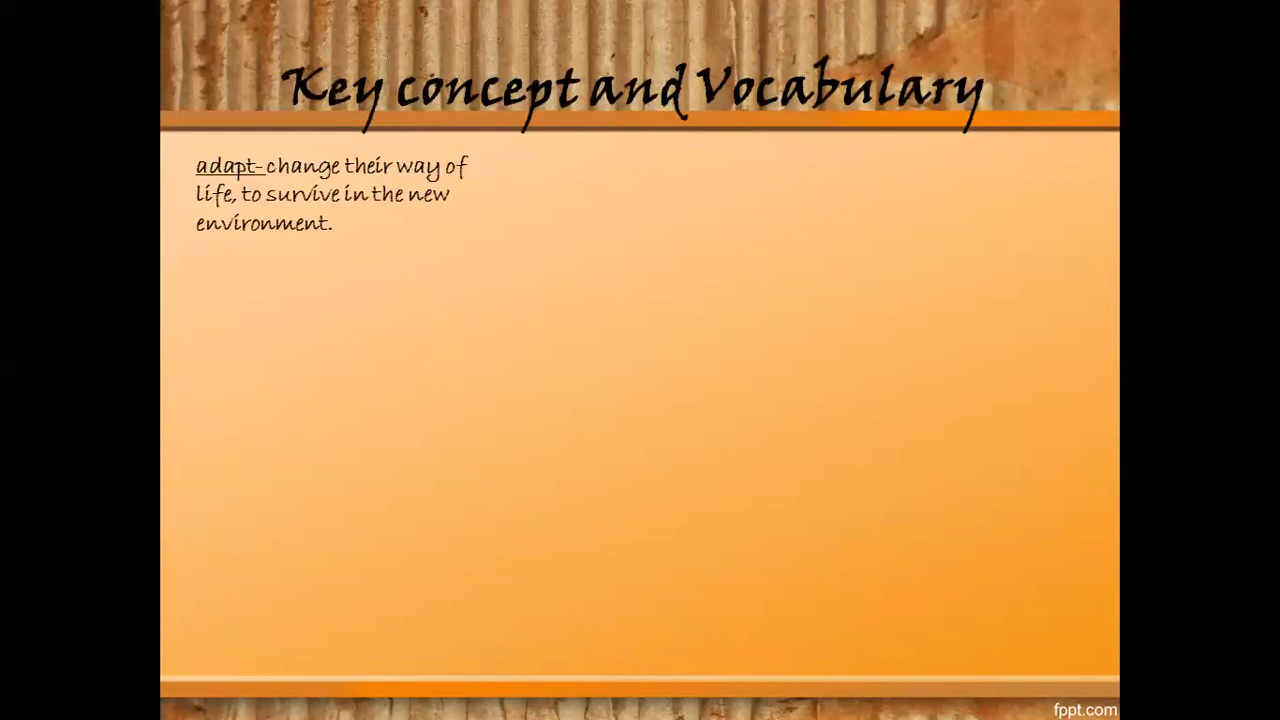 Key concept and Vocabulary
adapt- change their way of
life, to survive in the new
environment.
fppt.com